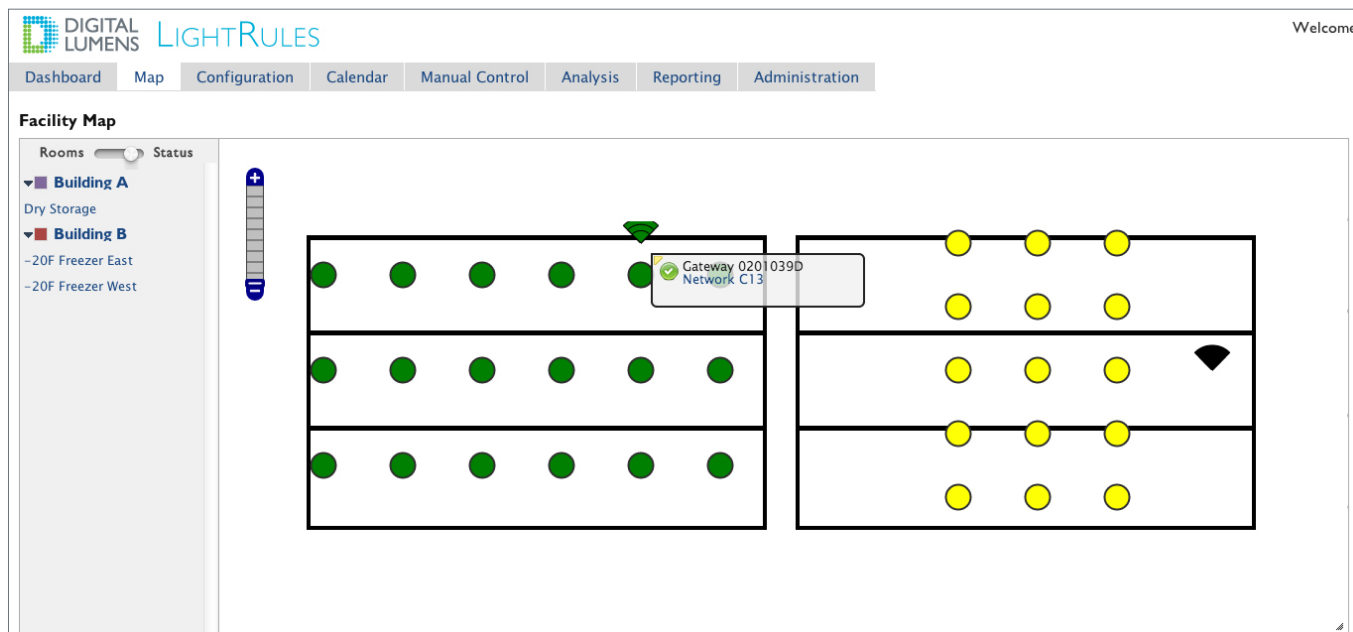 DIGITAL
LUMENS
LIGHTRULES
Welcome
Dashboard Map Configuration Calendar Manual Control Analysis Reporting Administration
Facility Map
Rooms Status
Building A
Dry Storage
Building B
-20F Freezer East
-20F Freezer West
Gateway 0201039D
Network C13